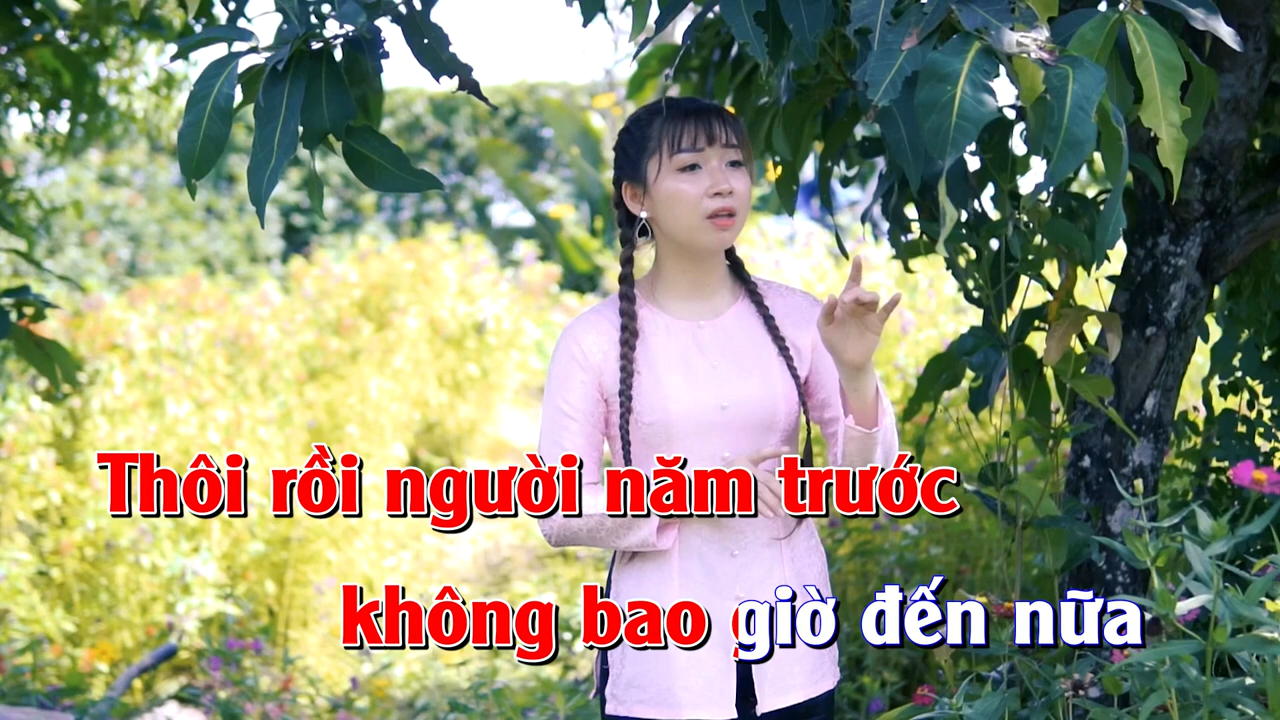 Thôi rồi người năm trước
không bao giờ đến nữa